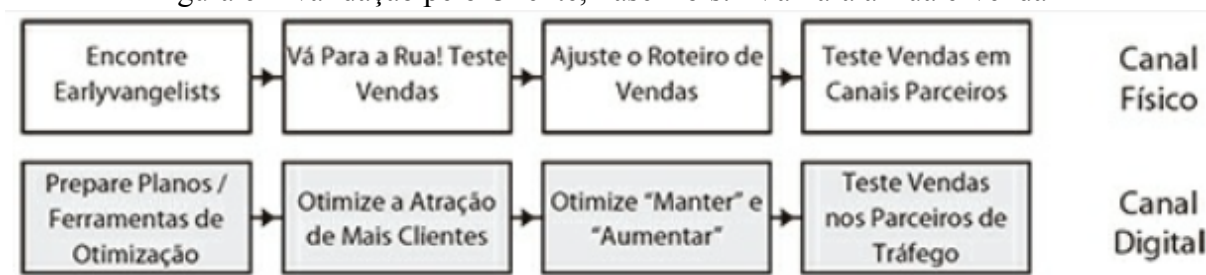 Encontre
Earlyvangelists
Vá Para a Rua! Teste
Vendas
Ajuste o Roteiro de
Vendas
Teste Vendas em
Canais Parceiros
Canal
Físico
Prepare Planos /
Ferramentas de
Otimização
Otimize a Atração
de Mais Clientes
Otimize “Manter” e
“Aumentar”
Teste Vendas
nos Parceiros de
Tráfego
Canal
Digital